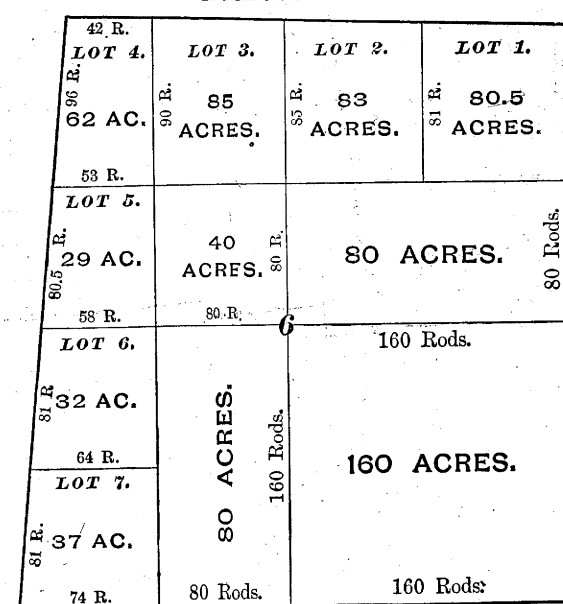 42 R.
LOT 4.
96 R.
62 AC.
53 R.
LOT 3.
90 R.
85
ACRES.
LOT 2.
85 R.
83
ACRES.
LOT 1.
81 R.
80.5
ACRES.
LOT 5.
80.5 R.
29 AC.
58 R.
40
ACRES.
80 R.
80 R.
80 ACRES.
80 Rods.
6
160 Rods.
LOT 6.
81 R
32 AC.
64 R.
80 ACRES.
160 Rods.
160 ACRES.
LOT 7.
81 R.
37 AC.
74 R.
80 Rods.
160 Rods.